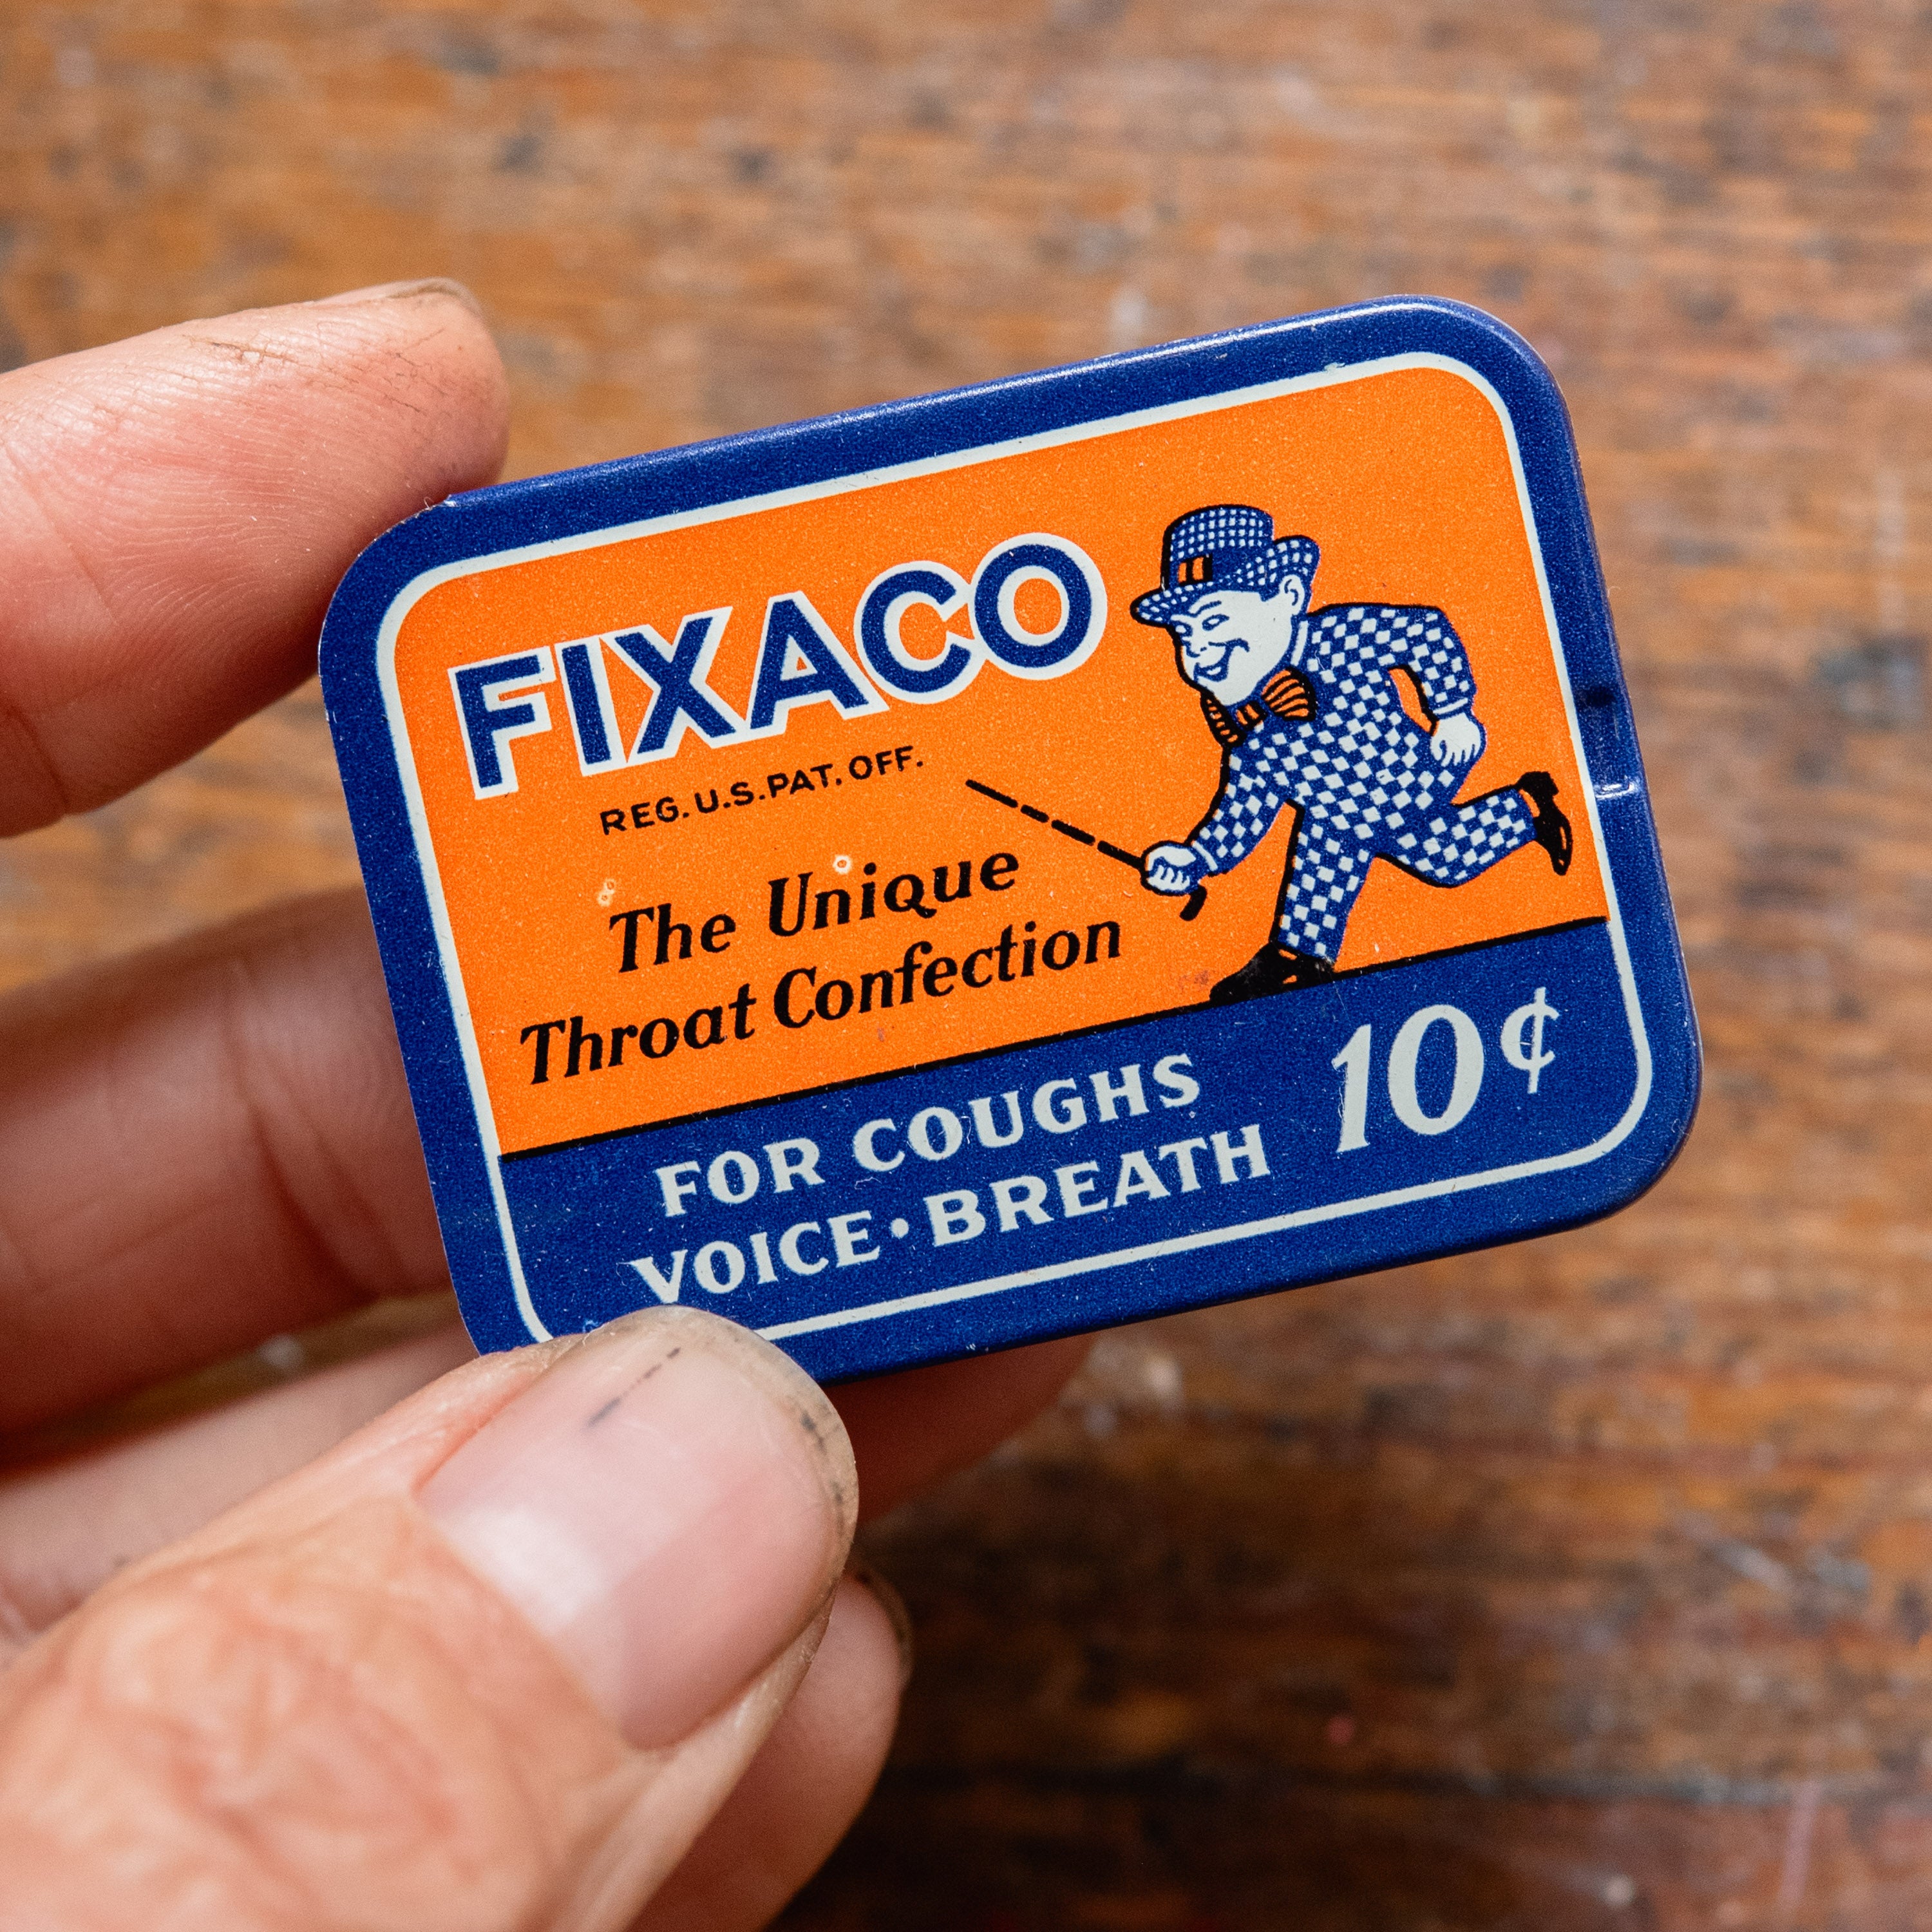 FIXACO
REG. U.S. PAT. OFF.
The Unique
Throat Confection
FOR COUGHS
VOICE • BREATH
10¢